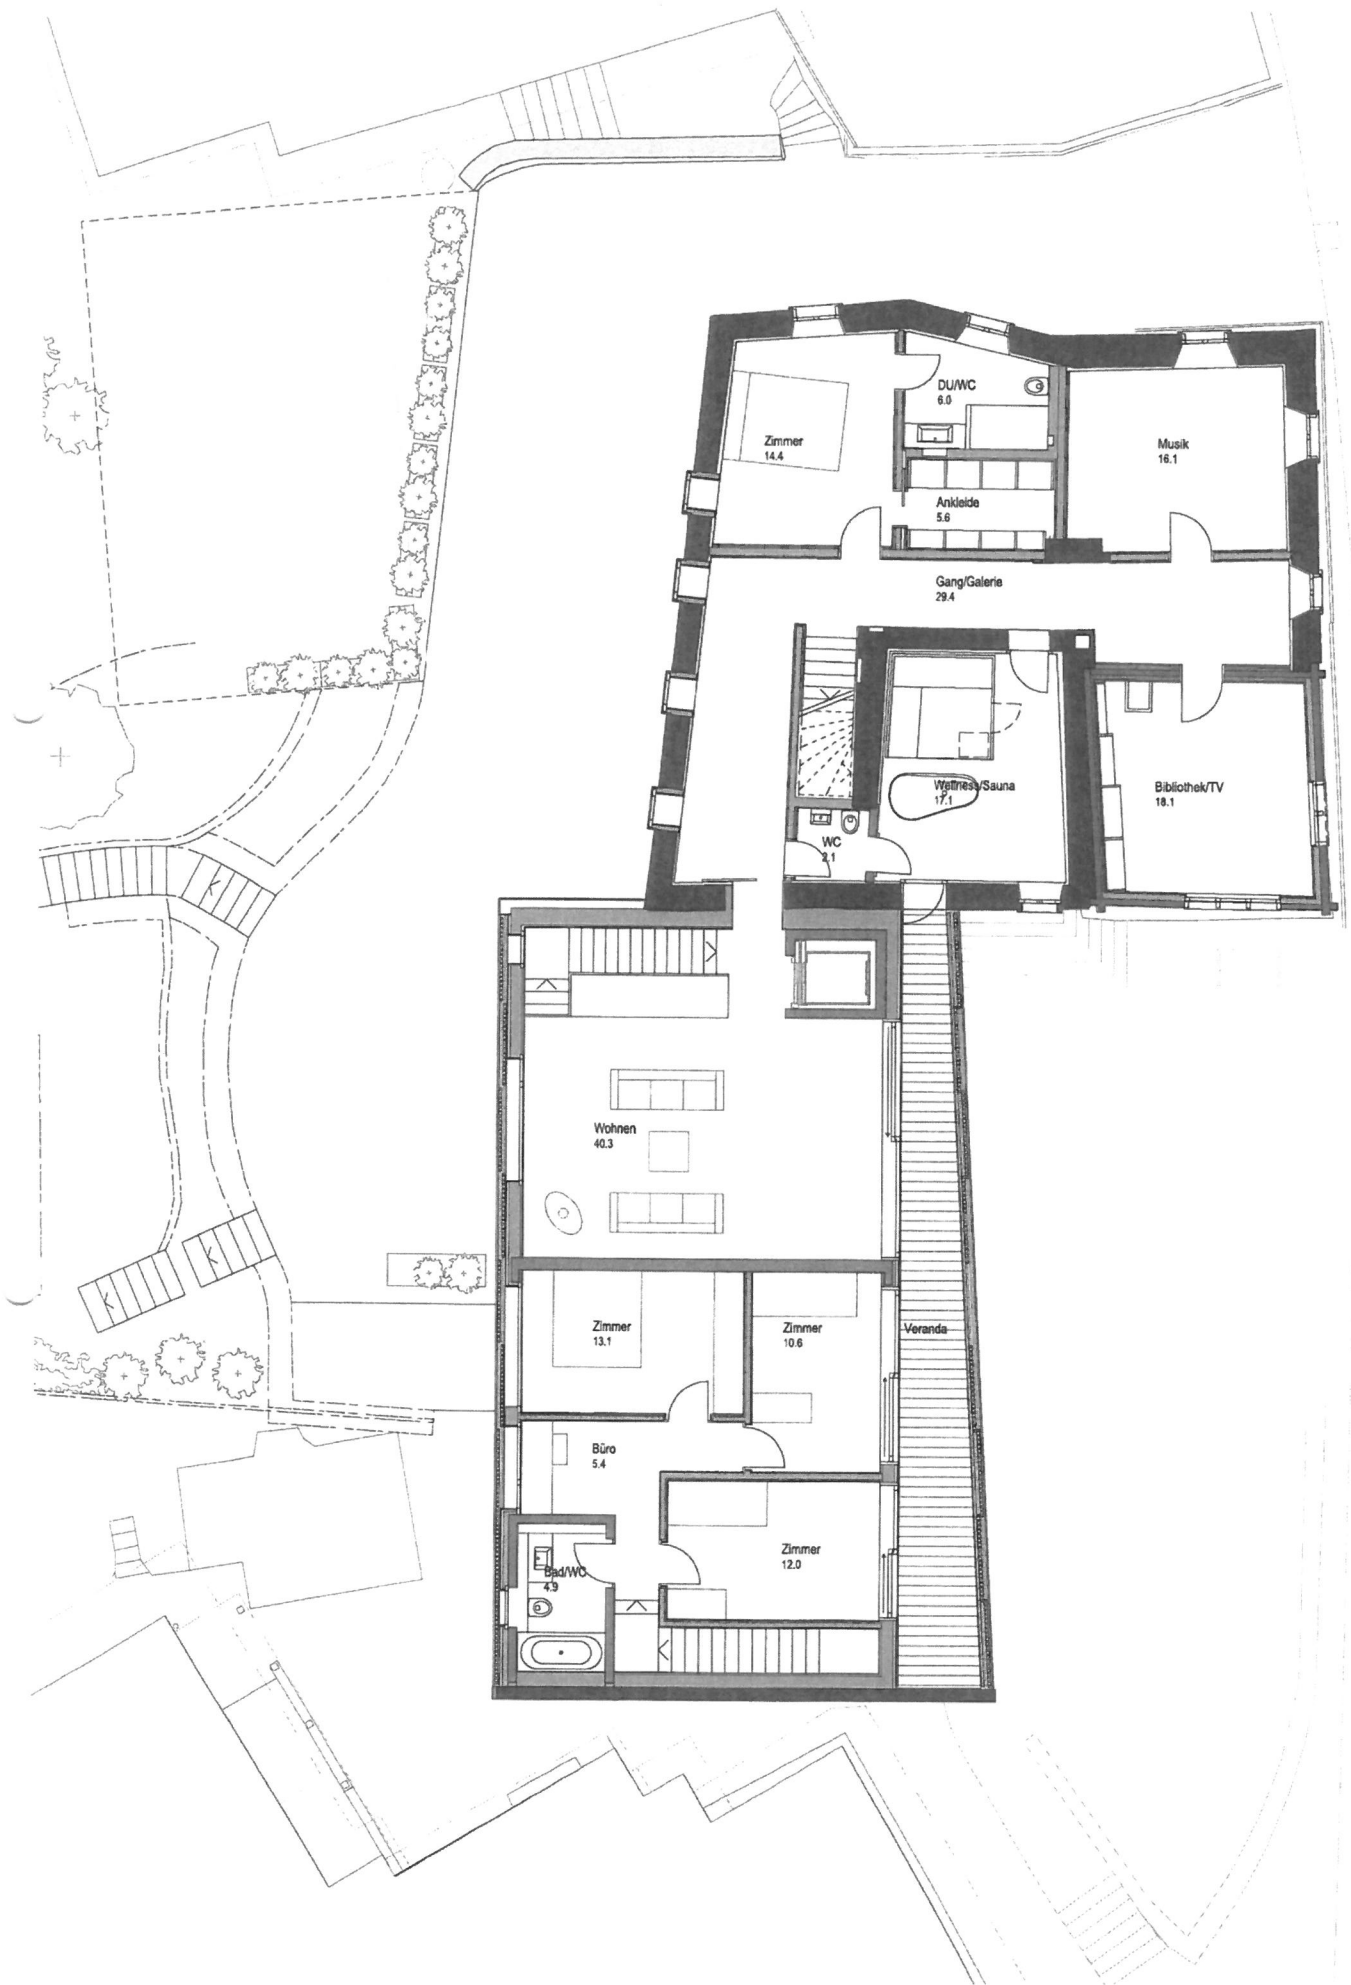 DU/WC
6.0
Zimmer
14.4
Musik
16.1
Ankleide
5.6
Gang/Galerie
29.4
Wellness/Sauna
17.1
Bibliothek/TV
18.1
WC
2.1
Wohnen
40.3
Zimmer
13.1
Zimmer
10.6
Veranda
Büro
5.4
Zimmer
12.0
Bad/WC
4.9